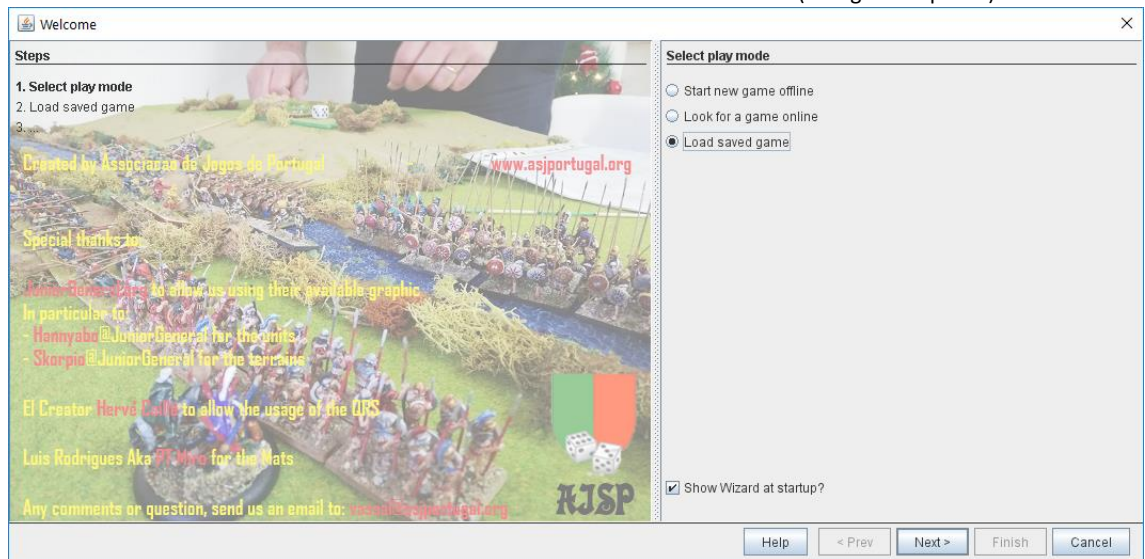 Welcome
Steps
1. Select play mode
2. Load saved game
3. ...
Created by Associacao de Jogos de Portugal www.asjportugal.org
Special thanks to:
JuniorGeneral.org to allow us using their available graphic.
In particular to:
- Hannyabo@JuniorGeneral for the units
- Skorpio@JuniorGeneral for the terrains
El Creator Hervé to allow the usage of the QRS
Luis Rodrigues Aka for the Mats
Any comments or question, send us an email to:
AJSP
Select play mode
Start new game offline
Look for a game online
Load saved game
Show Wizard at startup?
Help
< Prev
Next >
Finish
Cancel